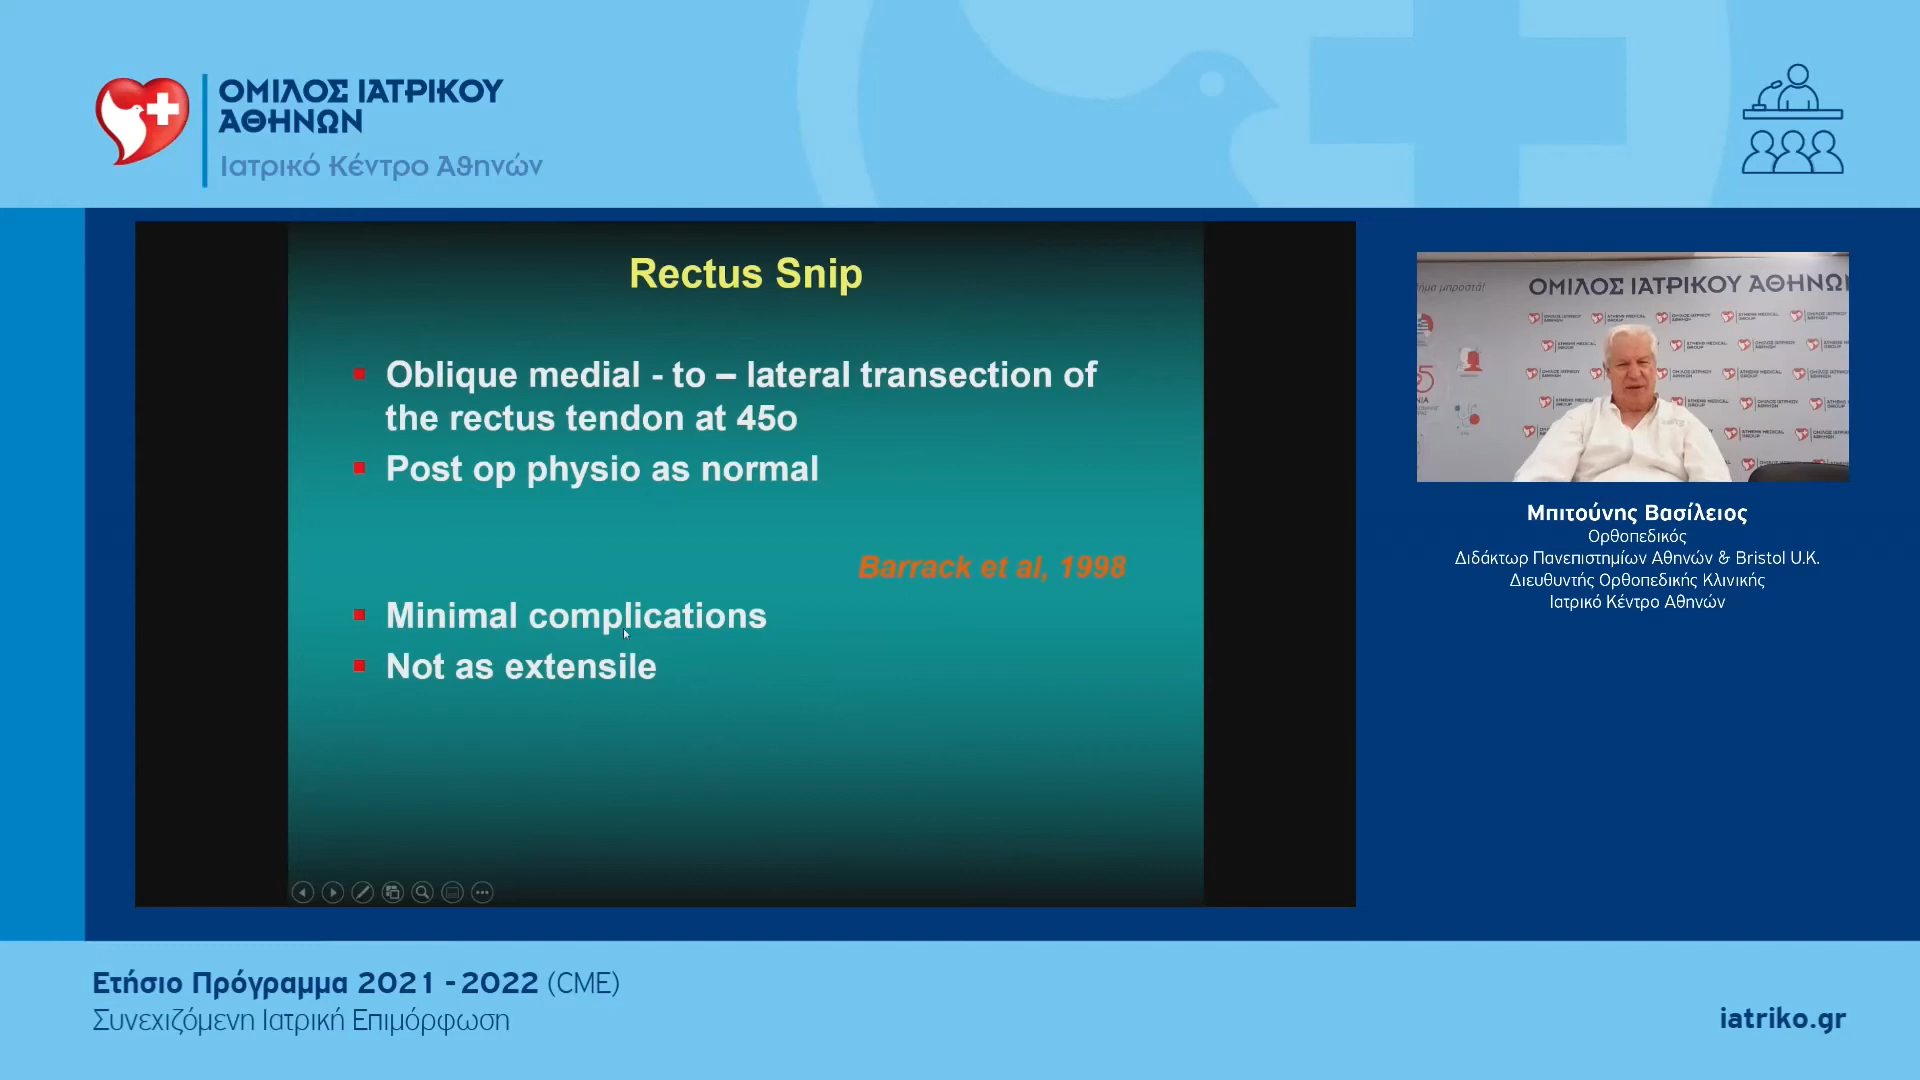 ΟΜΙΛΟΣ ΙΑΤΡΙΚΟΥ
ΑΘΗΝΩΝ
Ιατρικό Κέντρο Αθηνών
Rectus Snip
Oblique medial - to – lateral transection of
the rectus tendon at 45o
Post op physio as normal
Barrack et al, 1998
Minimal complications
Not as extensile
ΟΜΙΛΟΣ ΙΑΤΡΙΚΟΥ ΑΘΗΝΩ
μπροστά!
Μπιτούνης Βασίλειος
Ορθοπεδικός
Διδάκτωρ Πανεπιστημίων Αθηνών & Bristol U.K.
Διευθυντής Ορθοπεδικής Κλινικής
Ιατρικό Κέντρο Αθηνών
Ετήσιο Πρόγραμμα 2021 - 2022 (CME)
Συνεχιζόμενη Ιατρική Επιμόρφωση
iatriko.gr